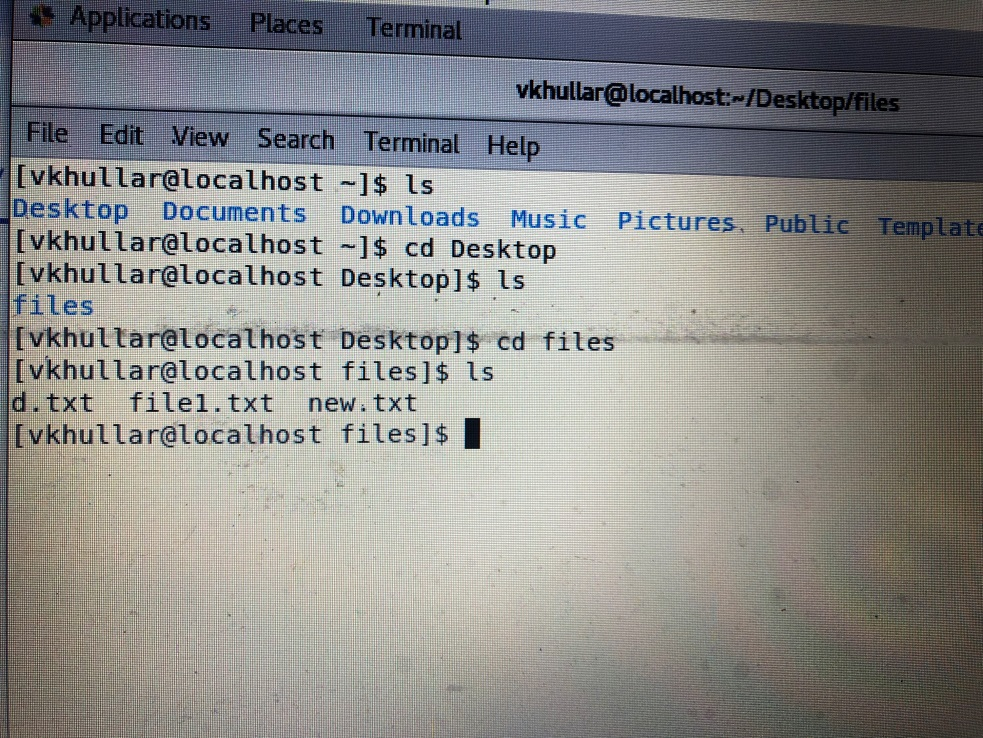 Applications Places Terminal
vkhullar@localhost:~/Desktop/files
File Edit View Search Terminal Help
[vkhullar@localhost ~]$ ls
Desktop Documents Downloads Music Pictures Public Template
[vkhullar@localhost ~]$ cd Desktop
[vkhullar@localhost Desktop]$ ls
files
[vkhullar@localhost Desktop]$ cd files
[vkhullar@localhost files]$ ls
d.txt file1.txt new.txt
[vkhullar@localhost files]$